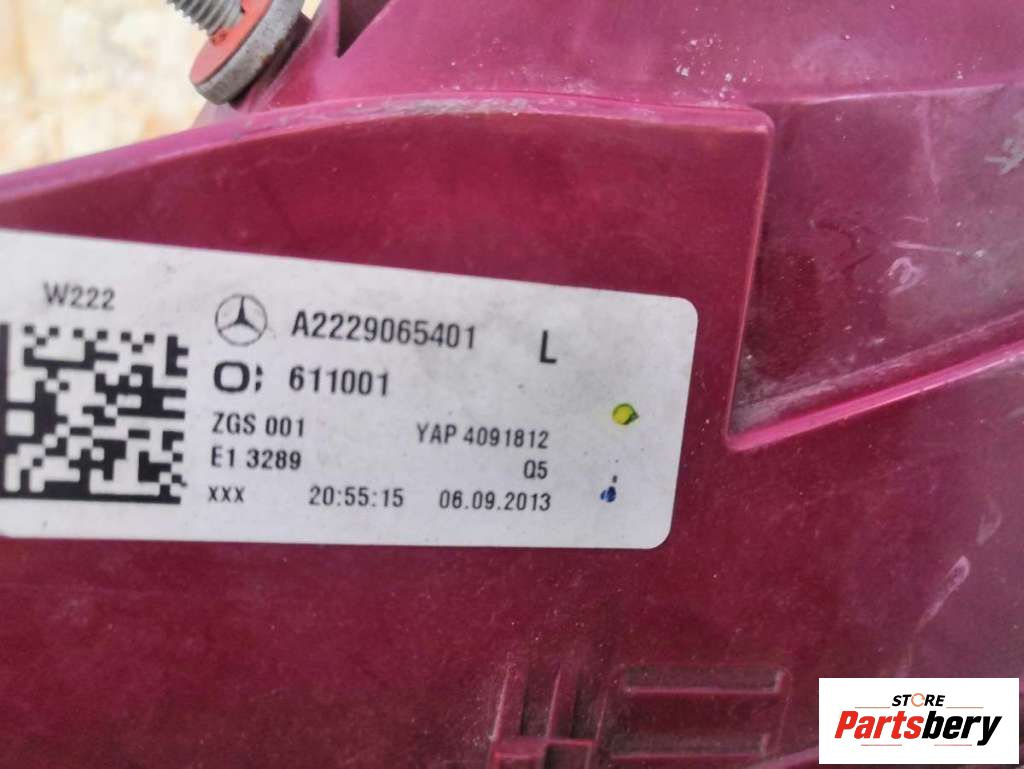 W222
A2229065401 L
611001
ZGS 001 YAP 4091812
E1 3289 Q5
XXX 20:55:15 06.09.2013
STORE
Partsbery